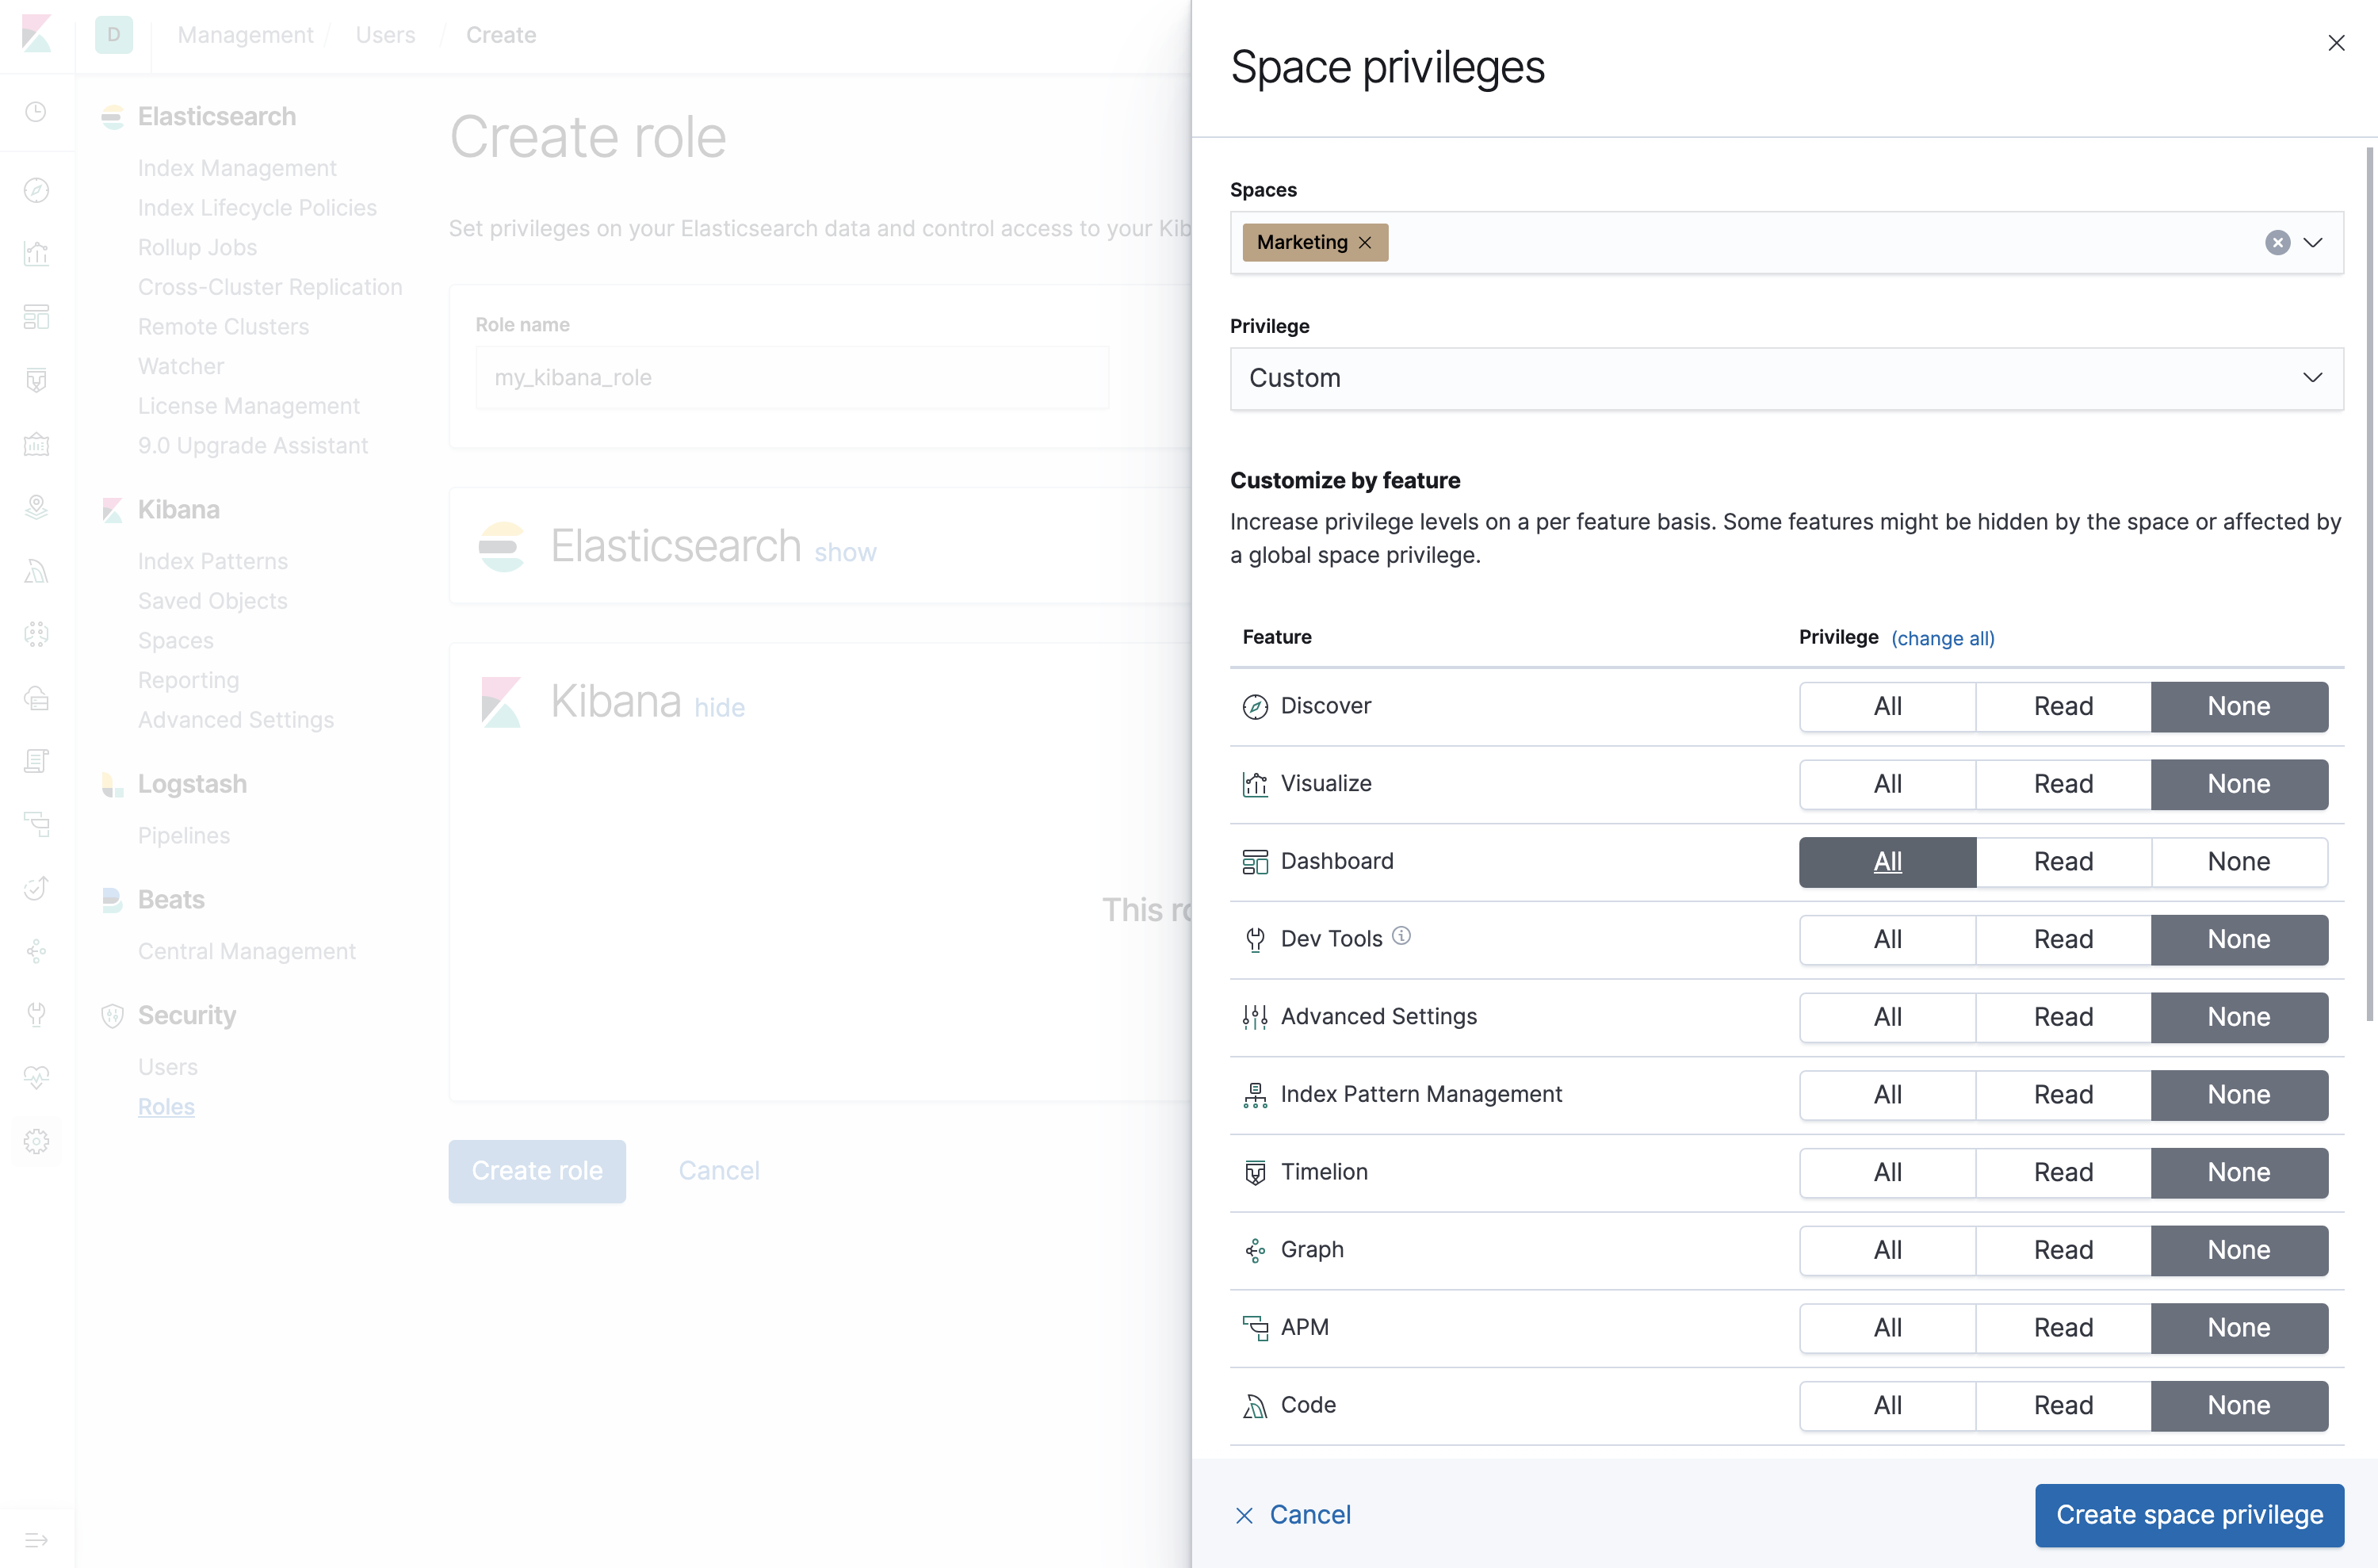 D
Management / Users / Create
Elasticsearch
Index Management
Index Lifecycle Policies
Rollup Jobs
Cross-Cluster Replication
Remote Clusters
Watcher
License Management
9.0 Upgrade Assistant
Kibana
Index Patterns
Saved Objects
Spaces
Reporting
Advanced Settings
Logstash
Pipelines
Beats
Central Management
Security
Users
Roles
Create role
Set privileges on your Elasticsearch data and control access to your Kib
Role name
my_kibana_role
Elasticsearch show
Kibana hide
This ro
Create role Cancel
Space privileges
Spaces
Marketing
Privilege
Custom
Customize by feature
Increase privilege levels on a per feature basis. Some features might be hidden by the space or affected by
a global space privilege.
Feature Privilege (change all)
Discover All Read None
Visualize All Read None
Dashboard All Read None
Dev Tools All Read None
Advanced Settings All Read None
Index Pattern Management All Read None
Timelion All Read None
Graph All Read None
APM All Read None
Code All Read None
Cancel Create space privilege